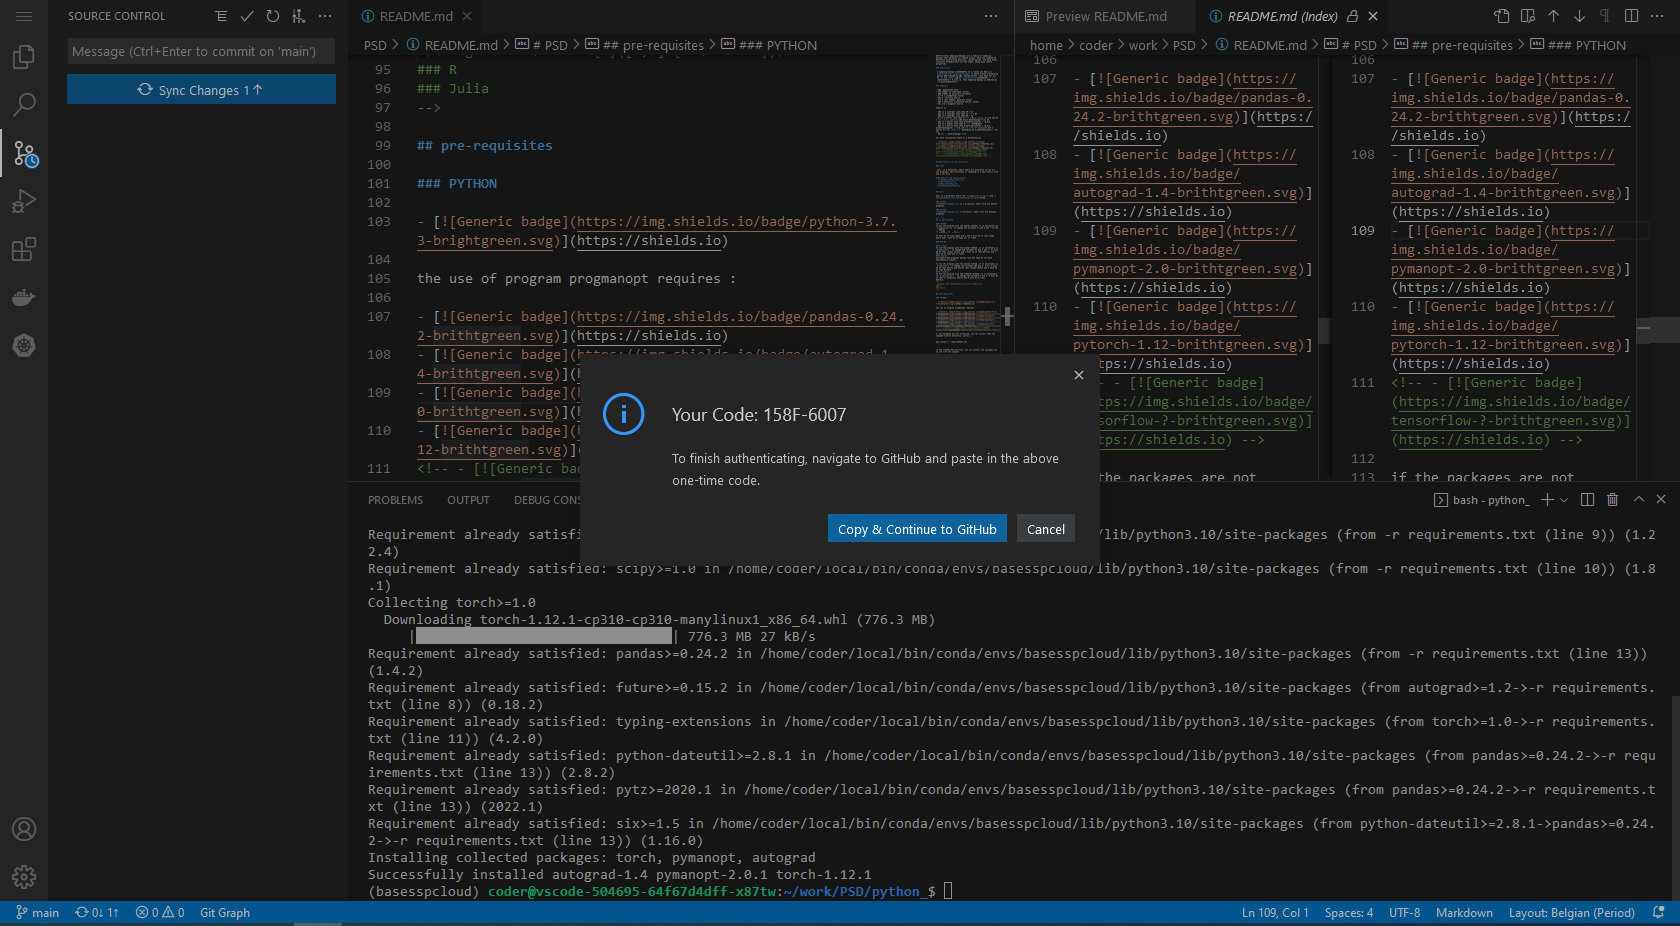 SOURCE CONTROL
Message (Ctrl+Enter to commit on 'main')
Sync Changes 1↑
README.md
PSD > README.md > # PSD > ## pre-requisites > ### PYTHON
95 ### R
96 ### Julia
97 -->
98
99 ## pre-requisites
100
101 ### PYTHON
102
103 - [![Generic badge](https://img.shields.io/badge/python-3.7.
3-brightgreen.svg)](https://shields.io)
104
105 the use of program progmanopt requires :
106
107 - [![Generic badge](https://img.shields.io/badge/pandas-0.24.
2-brithtgreen.svg)](https://shields.io)
108 - [![Generic badge](
4-brithtgreen.svg)](
109 - [![Generic badge](
0-brithtgreen.svg)](
110 - [![Generic badge](
12-brithtgreen.svg)]
111 <!-- - [![Generic
Preview README.md
README.md (Index)
home > coder > work > PSD > README.md > # PSD > ## pre-requisites > ### PYTHON
106
107 - [![Generic badge](https://
img.shields.io/badge/pandas-0.
24.2-brithtgreen.svg)](https:/
/shields.io)
108 - [![Generic badge](https://
img.shields.io/badge/
autograd-1.4-brithtgreen.svg)]
(https://shields.io)
109 - [![Generic badge](https://
img.shields.io/badge/
pymanopt-2.0-brithtgreen.svg)]
(https://shields.io)
110 - [![Generic badge](https://
img.shields.io/badge/
pytorch-1.12-brithtgreen.svg)]
tps://shields.io)
- - [![Generic badge]
tps://img.shields.io/badge/
sorflow-?-brithtgreen.svg)]
tps://shields.io) -->
the packages are not
106
107 - [![Generic badge](https://
img.shields.io/badge/pandas-0.
24.2-brithtgreen.svg)](https:/
/shields.io)
108 - [![Generic badge](https://
img.shields.io/badge/
autograd-1.4-brithtgreen.svg)]
(https://shields.io)
109 - [![Generic badge](https://
img.shields.io/badge/
pymanopt-2.0-brithtgreen.svg)]
(https://shields.io)
110 - [![Generic badge](https://
img.shields.io/badge/
pytorch-1.12-brithtgreen.svg)]
(https://shields.io)
111 <!-- - [![Generic badge]
(https://img.shields.io/badge/
tensorflow-?-brithtgreen.svg)]
(https://shields.io) -->
112
113 if the packages are not
Your Code: 158F-6007
To finish authenticating, navigate to GitHub and paste in the above
one-time code.
Copy & Continue to GitHub
Cancel
PROBLEMS OUTPUT DEBUG CONS
bash - python_
Requirement already satisfi /lib/python3.10/site-packages (from -r requirements.txt (line 9)) (1.2
2.4)
Requirement already satisfied: scipy>=1.0 in /home/coder/local/bin/conda/envs/basesspcloud/lib/python3.10/site-packages (from -r requirements.txt (line 10)) (1.8
.1)
Collecting torch>=1.0
Downloading torch-1.12.1-cp310-cp310-manylinux1_x86_64.whl (776.3 MB)
| | 776.3 MB 27 kB/s
Requirement already satisfied: pandas>=0.24.2 in /home/coder/local/bin/conda/envs/basesspcloud/lib/python3.10/site-packages (from -r requirements.txt (line 13))
(1.4.2)
Requirement already satisfied: future>=0.15.2 in /home/coder/local/bin/conda/envs/basesspcloud/lib/python3.10/site-packages (from autograd>=1.2->-r requirements.
txt (line 8)) (0.18.2)
Requirement already satisfied: typing-extensions in /home/coder/local/bin/conda/envs/basesspcloud/lib/python3.10/site-packages (from torch>=1.0->-r requirements.
txt (line 11)) (4.2.0)
Requirement already satisfied: python-dateutil>=2.8.1 in /home/coder/local/bin/conda/envs/basesspcloud/lib/python3.10/site-packages (from pandas>=0.24.2->-r requ
irements.txt (line 13)) (2.8.2)
Requirement already satisfied: pytz>=2020.1 in /home/coder/local/bin/conda/envs/basesspcloud/lib/python3.10/site-packages (from pandas>=0.24.2->-r requirements.t
xt (line 13)) (2022.1)
Requirement already satisfied: six>=1.5 in /home/coder/local/bin/conda/envs/basesspcloud/lib/python3.10/site-packages (from python-dateutil>=2.8.1->pandas>=0.24.
2->-r requirements.txt (line 13)) (1.16.0)
Installing collected packages: torch, pymanopt, autograd
Successfully installed autograd-1.4 pymanopt-2.0.1 torch-1.12.1
(basesspcloud) coder@vscode-504695-64f67d4dff-x87tw:~/work/PSD/python_$
main 0↓ 1↑ 0 0 Git Graph
Ln 109, Col 1 Spaces: 4 UTF-8 Markdown Layout: Belgian (Period)